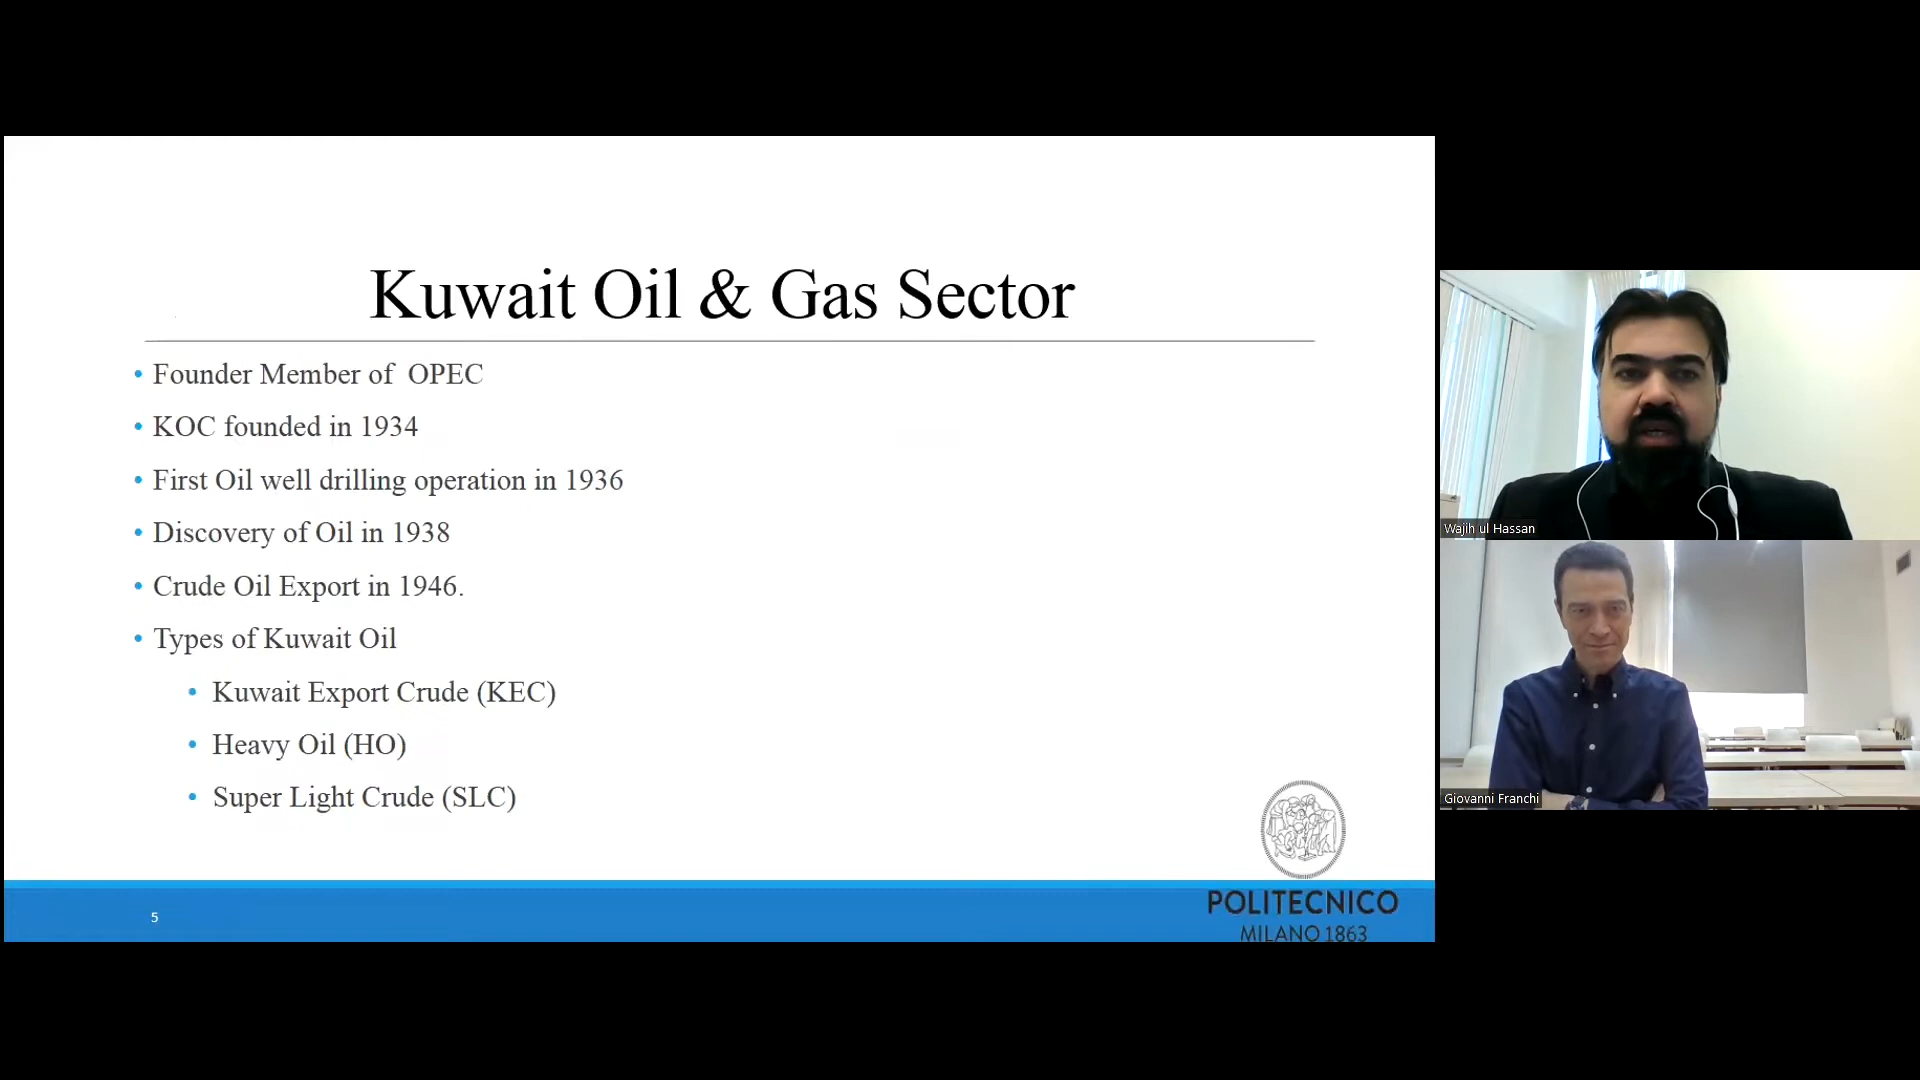 Kuwait Oil & Gas Sector
• Founder Member of OPEC
• KOC founded in 1934
• First Oil well drilling operation in 1936
• Discovery of Oil in 1938
• Crude Oil Export in 1946.
• Types of Kuwait Oil
• Kuwait Export Crude (KEC)
• Heavy Oil (HO)
• Super Light Crude (SLC)
5
POLITECNICO
MILANO 1863
Wajih ul Hassan
Giovanni Franchi